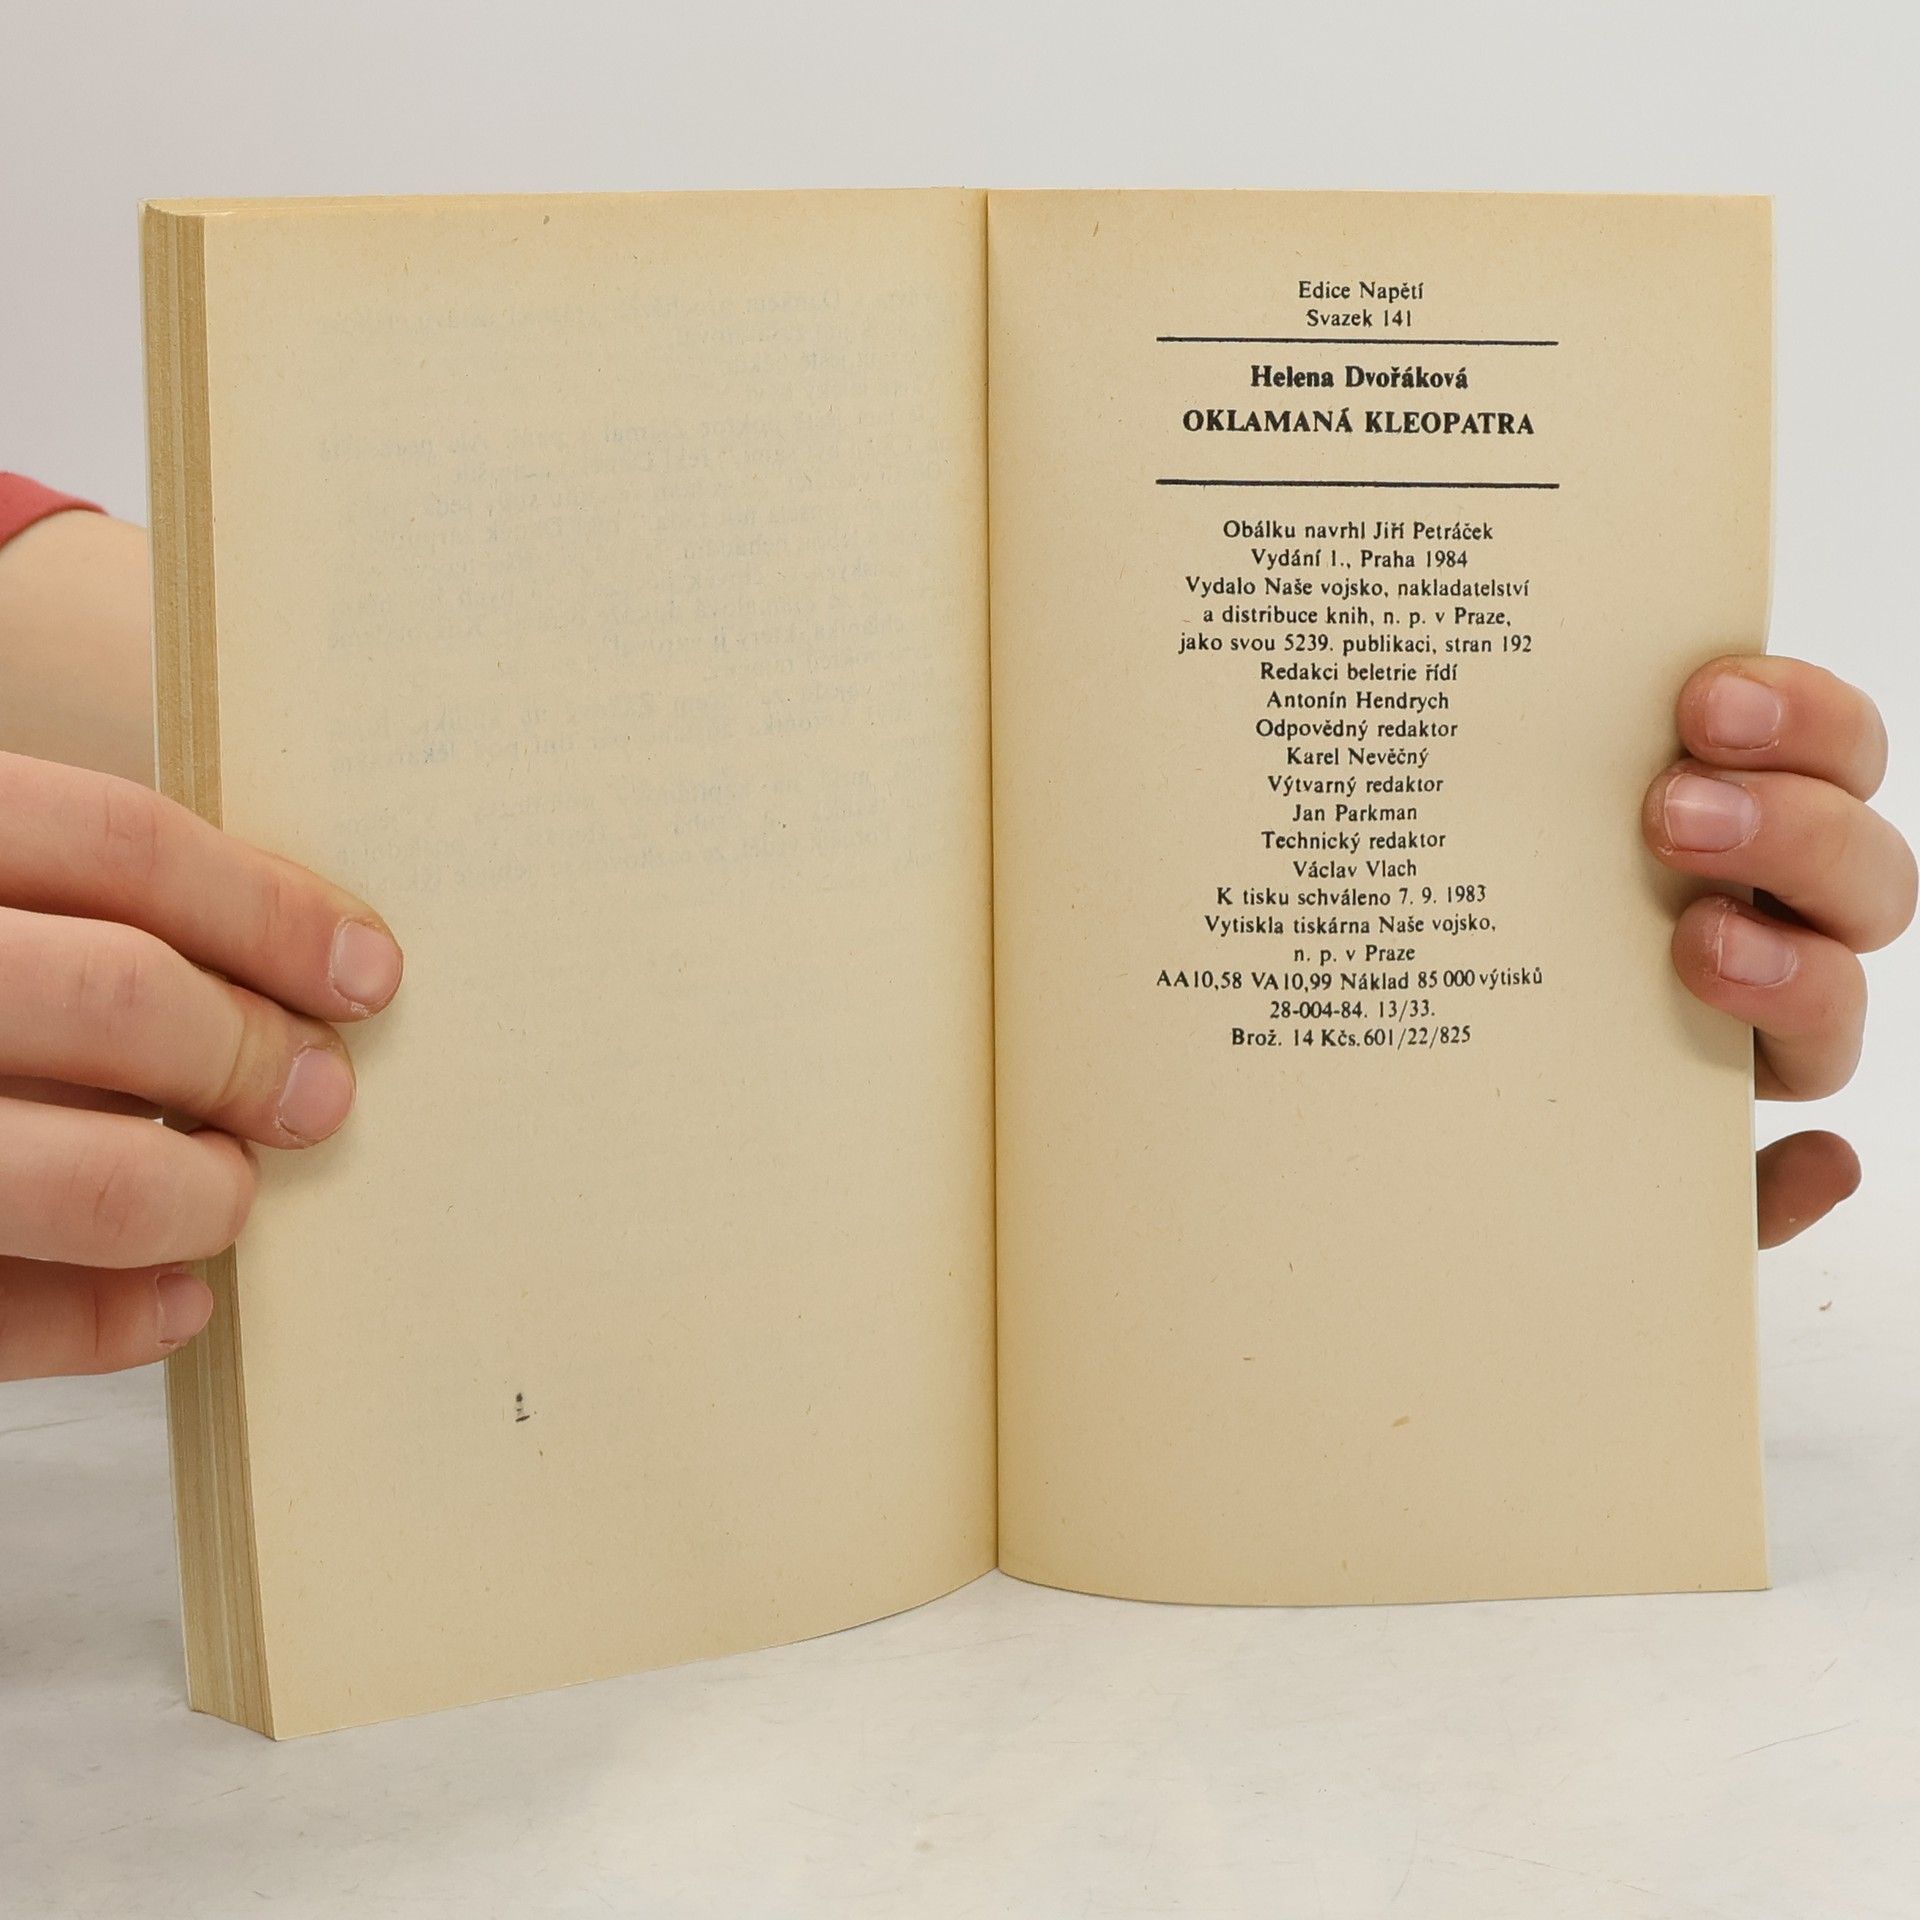 Edice Napětí
Svazek 141
Helena Dvořáková
OKLAMANÁ KLEOPATRA
Obálku navrhl Jiří Petráček
Vydání 1., Praha 1984
Vydalo Naše vojsko, nakladatelství
a distribuce knih, n. p. v Praze,
jako svou 5239. publikaci, stran 192
Redakci beletrie řídí
Antonín Hendrych
Odpovědný redaktor
Karel Nevěčný
Výtvarný redaktor
Jan Parkman
Technický redaktor
Václav Vlach
K tisku schváleno 7. 9. 1983
Vytiskla tiskárna Naše vojsko,
n. p. v Praze
AA10,58 VA10,99 Náklad 85 000 výtisků
28-004-84. 13/33.
Brož. 14 Kčs. 601/22/825